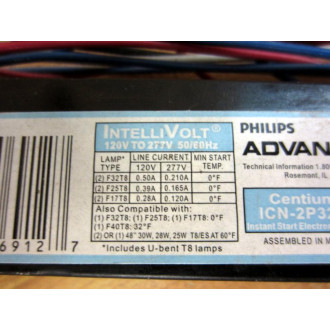 INTELLIVOLT®
120V TO 277V 50/60Hz
LAMP* TYPE LINE CURRENT 120V 277V MIN START TEMP.
(2) F32T8 0.50A 0.210A 0°F
(2) F25T8 0.39A 0.165A 0°F
(2) F17T8 0.28A 0.120A 0°F
Also Compatible with:
(1) F32T8; (1) F25T8; (1) F17T8: 0°F
(1) F40T8: 32°F
(2) OR (1) 48" 30W, 28W, 25W T8/ES AT 60°F
*Includes U-bent T8 lamps
PHILIPS
ADVAN
Technical Information 1.80
Rosemont, IL
Centium
ICN-2P32
Instant Start Electronic
ASSEMBLED IN M
6912 7